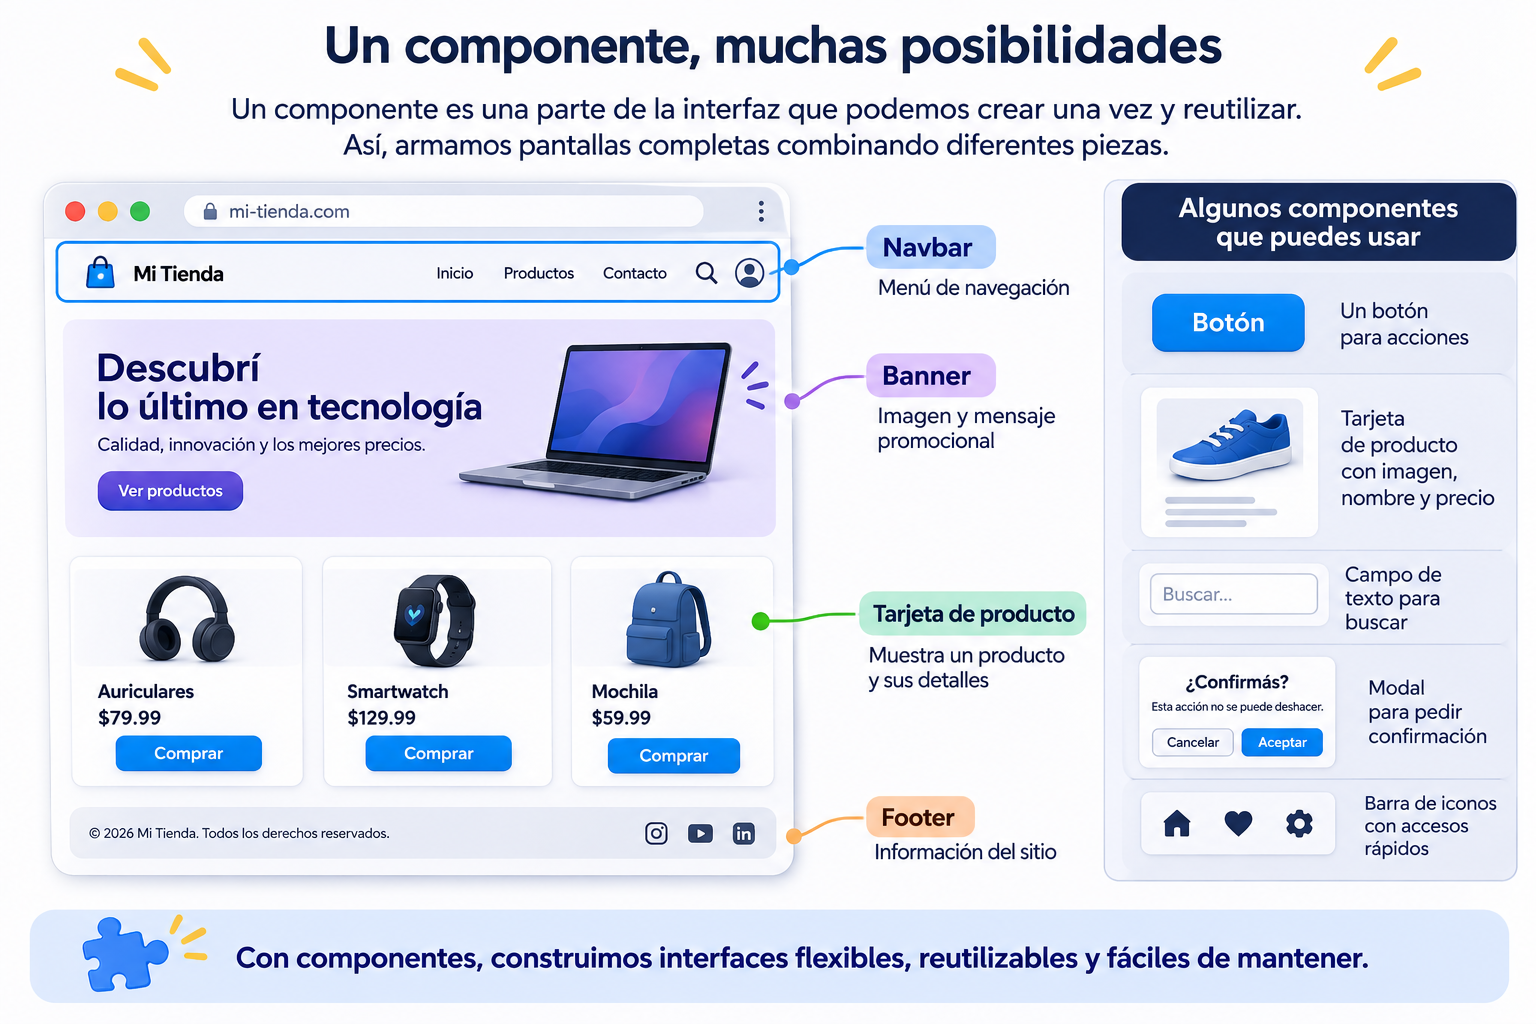 Un componente, muchas posibilidades
Un componente es una parte de la interfaz que podemos crear una vez y reutilizar.
Así, armamos pantallas completas combinando diferentes piezas.
mi-tienda.com
Mi Tienda
Inicio
Productos
Contacto
Descubrí
lo último en tecnología
Calidad, innovación y los mejores precios.
Ver productos
Auriculares
$79.99
Comprar
Smartwatch
$129.99
Comprar
Mochila
$59.99
Comprar
© 2026 Mi Tienda. Todos los derechos reservados.
in
Navbar
Menú de navegación
Banner
Imagen y mensaje
promocional
Tarjeta de producto
Muestra un producto
y sus detalles
Footer
Información del sitio
Algunos componentes
que puedes usar
Botón
Un botón
para acciones
Tarjeta
de producto
con imagen,
nombre y precio
Buscar...
Campo de
texto para
buscar
¿Confirmás?
Esta acción no se puede deshacer.
Cancelar
Aceptar
Modal
para pedir
confirmación
Barra de iconos
con accesos
rápidos
Con componentes, construimos interfaces flexibles, reutilizables y fáciles de mantener.